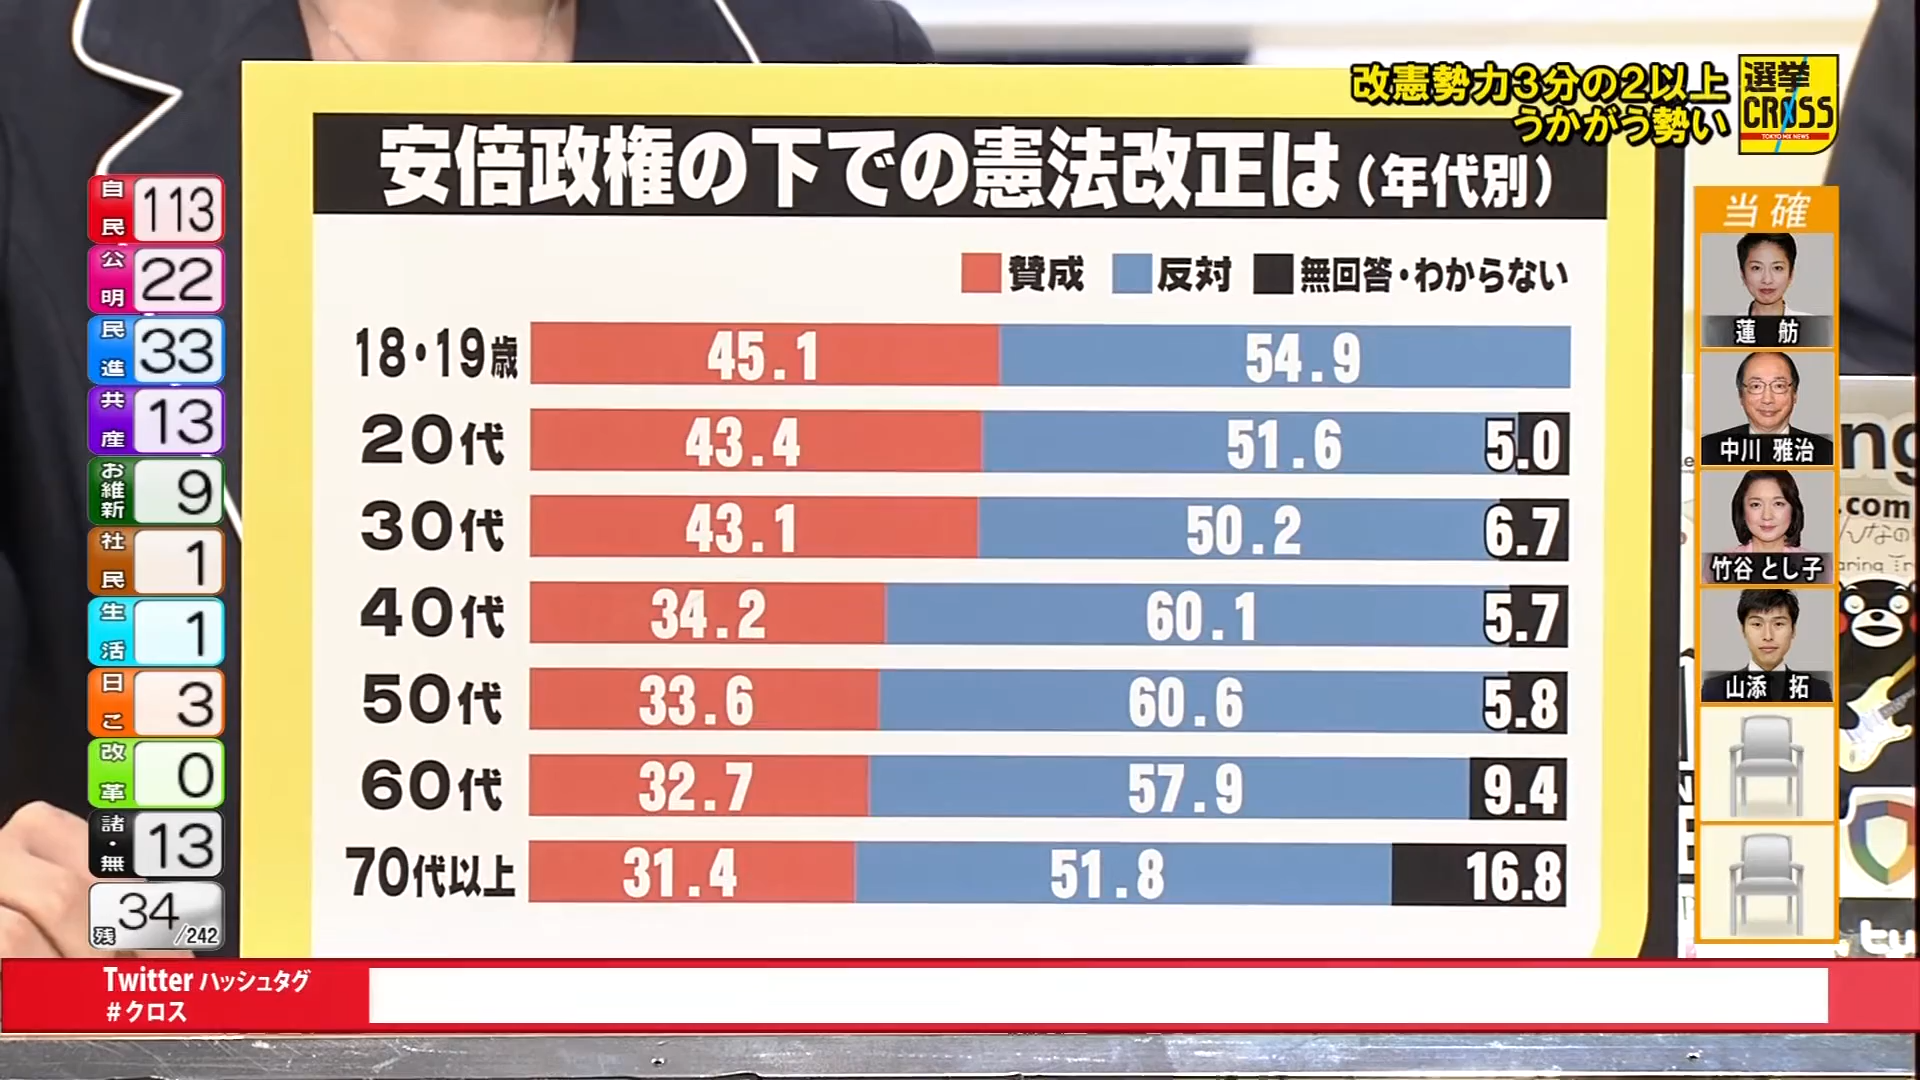 改憲勢力3分の2以上
うかがう勢い
選挙
CROSS
TOKYO MX NEWS
安倍政権の下での憲法改正は(年代別)
賛成 反対 無回答・わからない
18・19歳 45.1 54.9
20代 43.4 51.6 5.0
30代 43.1 50.2 6.7
40代 34.2 60.1 5.7
50代 33.6 60.6 5.8
60代 32.7 57.9 9.4
70代以上 31.4 51.8 16.8
自民 113
公明 22
民進 33
共産 13
お維新 9
社民 1
生活 1
日こ 3
改革 0
諸・無 13
残 34/242
当確
蓮 舫
中川 雅治
竹谷 とし子
山添 拓
.com
Twitter ハッシュタグ
#クロス